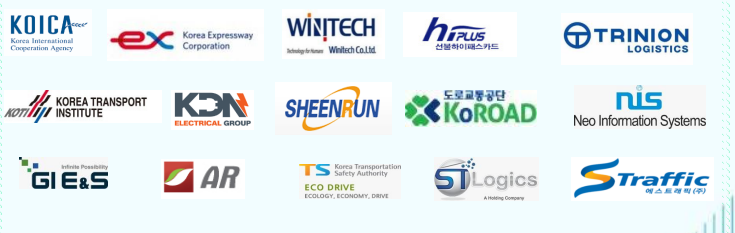 KOICA
Korea International
Cooperation Agency
ex Korea Expressway
Corporation
WINITECH
Technology for Humans Winitech Co.Ltd.
hi PLUS
선불하이패스카드
TRINION
LOGISTICS
KOTI KOREA TRANSPORT
INSTITUTE
KDN
ELECTRICAL GROUP
SHEENRUN
도로교통공단
KoROAD
nis
Neo Information Systems
Infinite Possibility
GI E&S
AR
TS Korea Transportation
Safety Authority
ECO DRIVE
ECOLOGY, ECONOMY, DRIVE
ST Logics
A Holding Company
STraffic
에스트래픽(주)